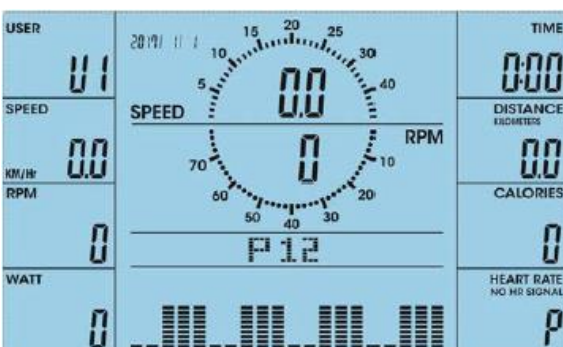 USER
U1
SPEED
KM/Hr
0.0
RPM
0
WATT
0
15
20
25
10
30
5
40
SPEED
0.0
0
RPM
70
10
60
20
50
40
30
P12
TIME
0:00
DISTANCE
KILOMETERS
0.0
CALORIES
0
HEART RATE
NO HR SIGNAL
P